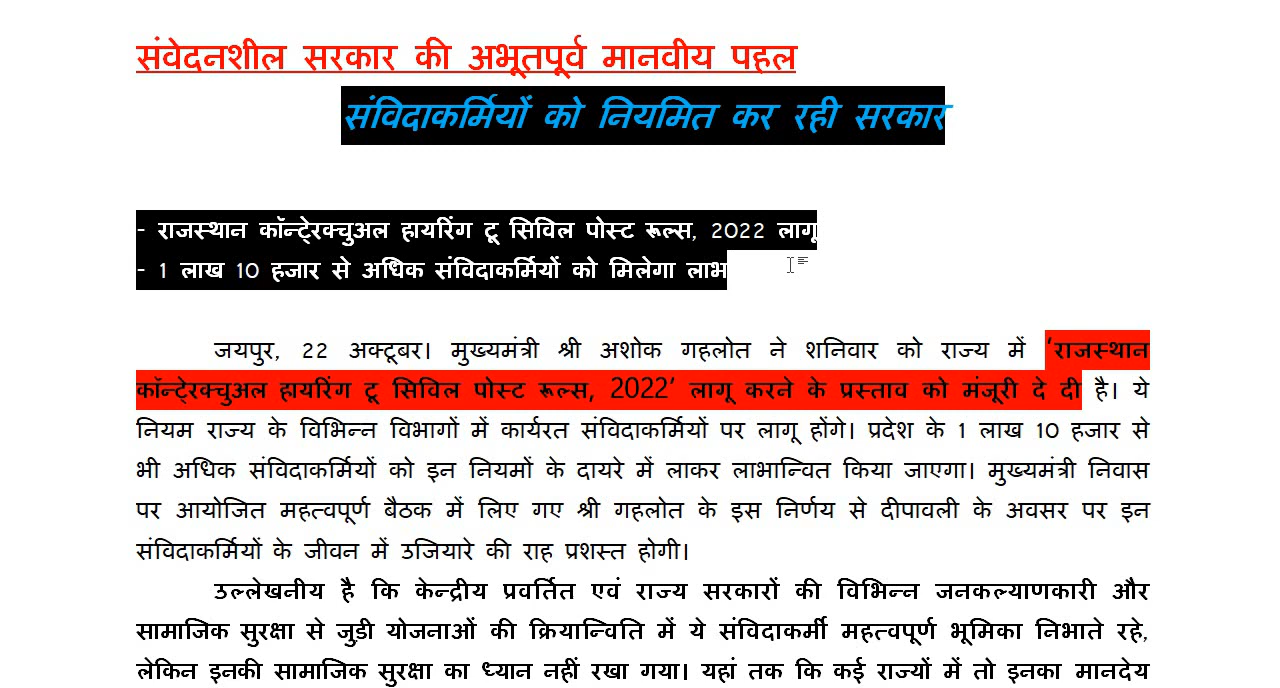 संवेदनशील सरकार की अभूतपूर्व मानवीय पहल
संविदाकर्मियों को नियमित कर रही सरकार
- राजस्थान कॉन्टे्रक्चुअल हायरिंग टू सिविल पोस्ट रूल्स, 2022 लागू
- 1 लाख 10 हजार से अधिक संविदाकर्मियों को मिलेगा लाभ
जयपुर, 22 अक्टूबर। मुख्यमंत्री श्री अशोक गहलोत ने शनिवार को राज्य में ‘राजस्थान
कॉन्टे्रक्चुअल हायरिंग टू सिविल पोस्ट रूल्स, 2022’ लागू करने के प्रस्ताव को मंजूरी दे दी है। ये
नियम राज्य के विभिन्न विभागों में कार्यरत संविदाकर्मियों पर लागू होंगे। प्रदेश के 1 लाख 10 हजार से
भी अधिक संविदाकर्मियों को इन नियमों के दायरे में लाकर लाभान्वित किया जाएगा। मुख्यमंत्री निवास
पर आयोजित महत्वपूर्ण बैठक में लिए गए श्री गहलोत के इस निर्णय से दीपावली के अवसर पर इन
संविदाकर्मियों के जीवन में उजियारे की राह प्रशस्त होगी।
उल्लेखनीय है कि केन्द्रीय प्रवर्तित एवं राज्य सरकारों की विभिन्न जनकल्याणकारी और
सामाजिक सुरक्षा से जुडी योजनाओं की क्रियान्विति में ये संविदाकर्मी महत्वपूर्ण भूमिका निभाते रहे,
लेकिन इनकी सामाजिक सुरक्षा का ध्यान नहीं रखा गया। यहां तक कि कई राज्यों में तो इनका मानदेय